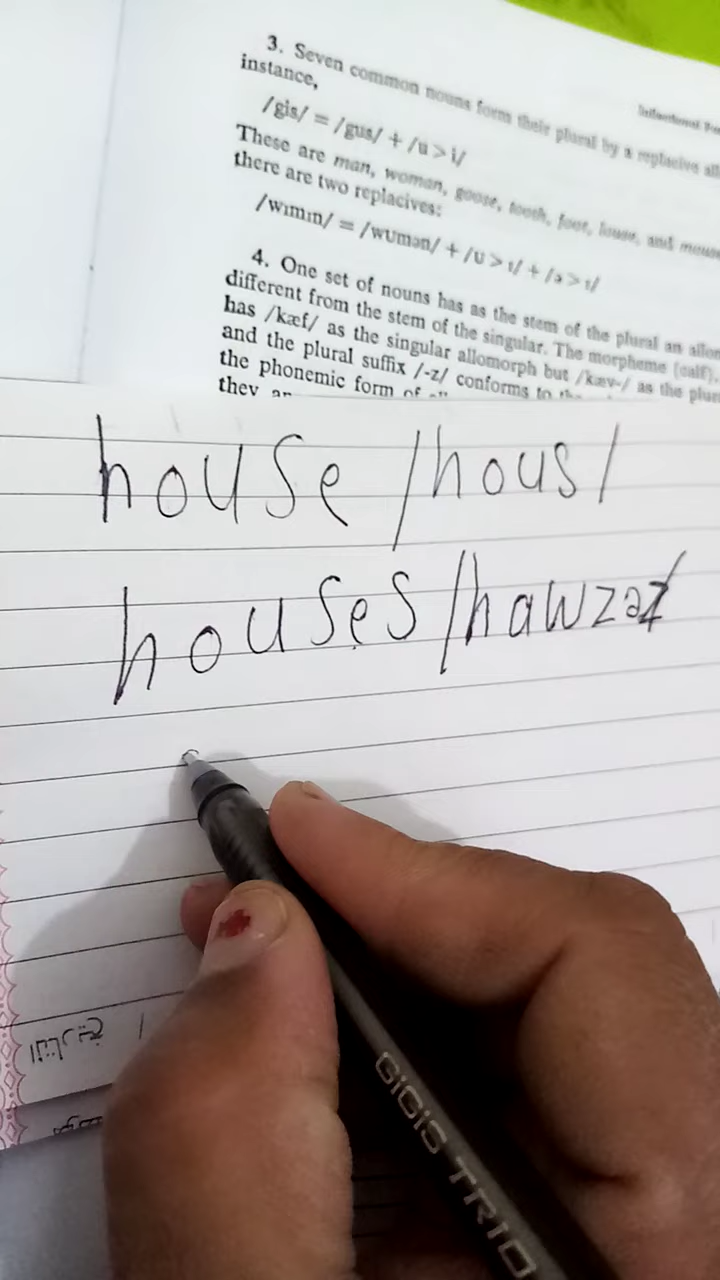 3. Seven common nouns form their plural by a replacive all
instance,
/gis/ = /gus/ + /u > i/
These are man, woman, goose, tooth, foot, louse, and mouse
there are two replacives:
/wɪmɪn/ = /wʊmən/ + /ʊ > ɪ/ + /ə > ɪ/
4. One set of nouns has as the stem of the plural an allom
different from the stem of the singular. The morpheme {calf},
has /kæf/ as the singular allomorph but /kæv-/ as the plur
and the plural suffix /-z/ conforms to the
the phonemic form of
they
house /hous/
houses /hawzəz/
التاريخ /
GIGIS TRIO